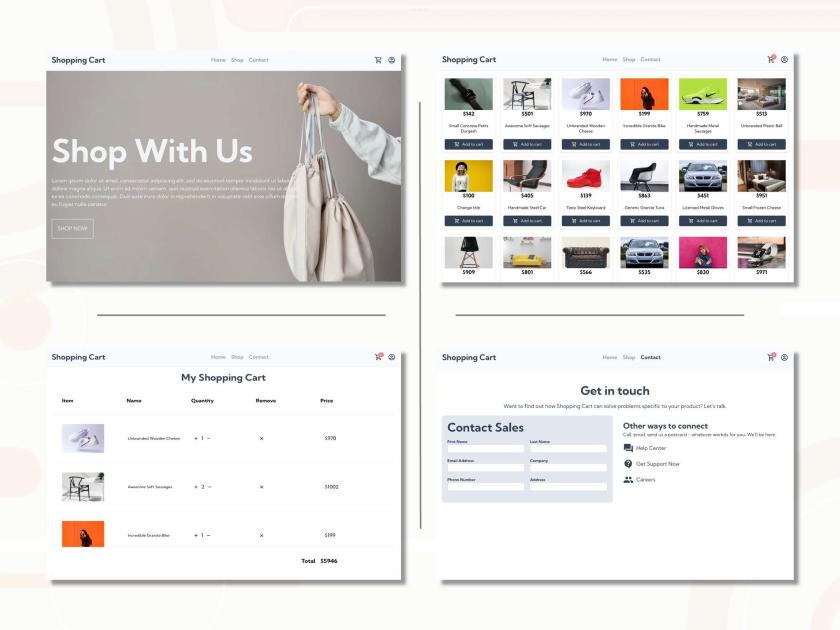 Shopping Cart
Home Shop Contact
Shop With Us
Lorem ipsum dolor sit amet, consectetur adipiscing elit, sed do eiusmod tempor incididunt ut labore
dolore magna aliqua. Ut enim ad minim veniam, quis nostrud exercitation ullamco laboris nisi ut
ex ea commodo consequat. Duis aute irure dolor in reprehenderit in voluptate velit esse cillum
eu fugiat nulla pariatur.
SHOP NOW
Shopping Cart
Home Shop Contact
$142 $501 $970 $199 $759 $513
Small Concrete Pants Durgesh
Awesome Soft Sausages
Unbranded Wooden Cheese
Incredible Granite Bike
Handmade Metal Sausages
Unbranded Plastic Ball
Add to cart Add to cart Add to cart Add to cart Add to cart Add to cart
$100 $405 $139 $863 $451 $951
Change title
Handmade Steel Car
Tasty Steel Keyboard
Generic Granite Tuna
Licensed Metal Gloves
Small Frozen Cheese
Add to cart Add to cart Add to cart Add to cart Add to cart Add to cart
$909 $801 $566 $535 $830 $971
Shopping Cart
Home Shop Contact
My Shopping Cart
Item Name Quantity Remove Price
Unbranded Wooden Cheese + 1 − × $970
Awesome Soft Sausages + 2 − × $1002
Incredible Granite Bike + 1 − × $199
Total $5946
Shopping Cart
Home Shop Contact
Get in touch
Want to find out how Shopping Cart can solve problems specific to your product? Let's talk.
Contact Sales
First Name Last Name
Email Address Company
Phone Number Address
Other ways to connect
Call, email, send us a postcard - whatever workds for you. We'll be here.
Help Center
Get Support Now
Careers